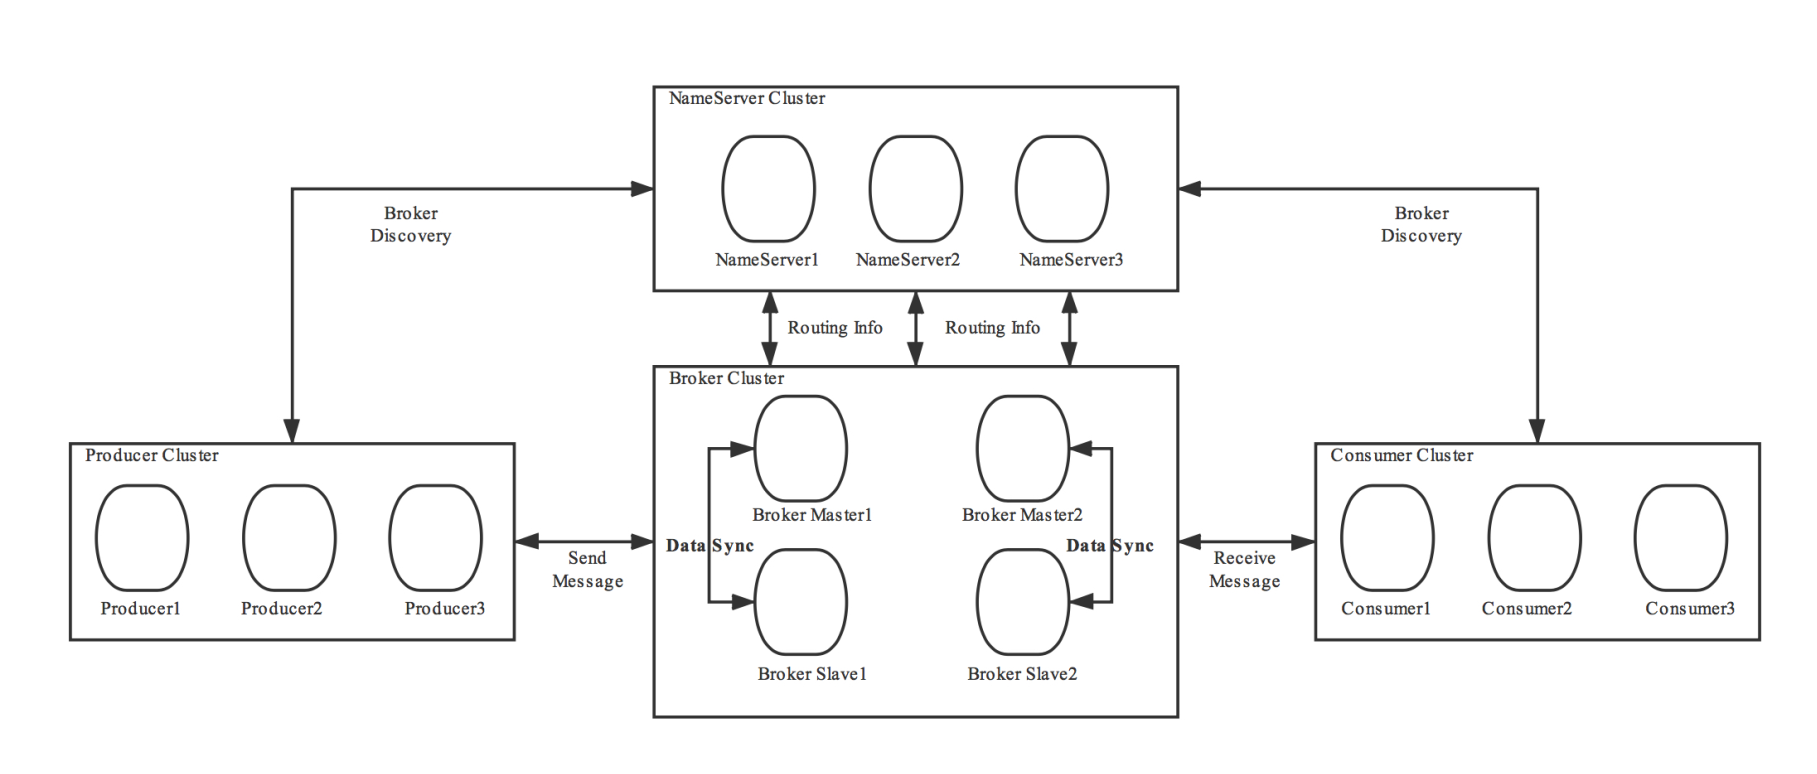 NameServer Cluster
NameServer1
NameServer2
NameServer3
Broker
Discovery
Broker
Discovery
Routing Info
Routing Info
Broker Cluster
Broker Master1
Broker Master2
Data Sync
Data Sync
Broker Slave1
Broker Slave2
Producer Cluster
Producer1
Producer2
Producer3
Send
Message
Receive
Message
Consumer Cluster
Consumer1
Consumer2
Consumer3